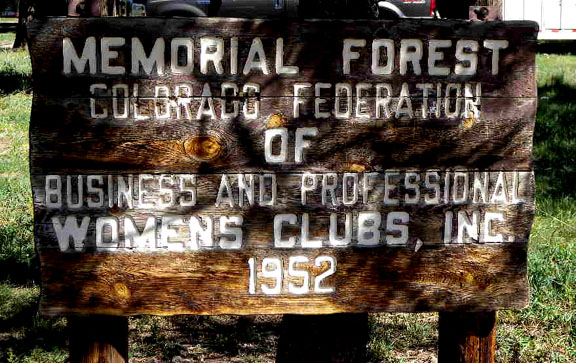 MEMORIAL FOREST
COLORADO FEDERATION
OF
BUSINESS AND PROFESSIONAL
WOMENS CLUBS, INC.
1952